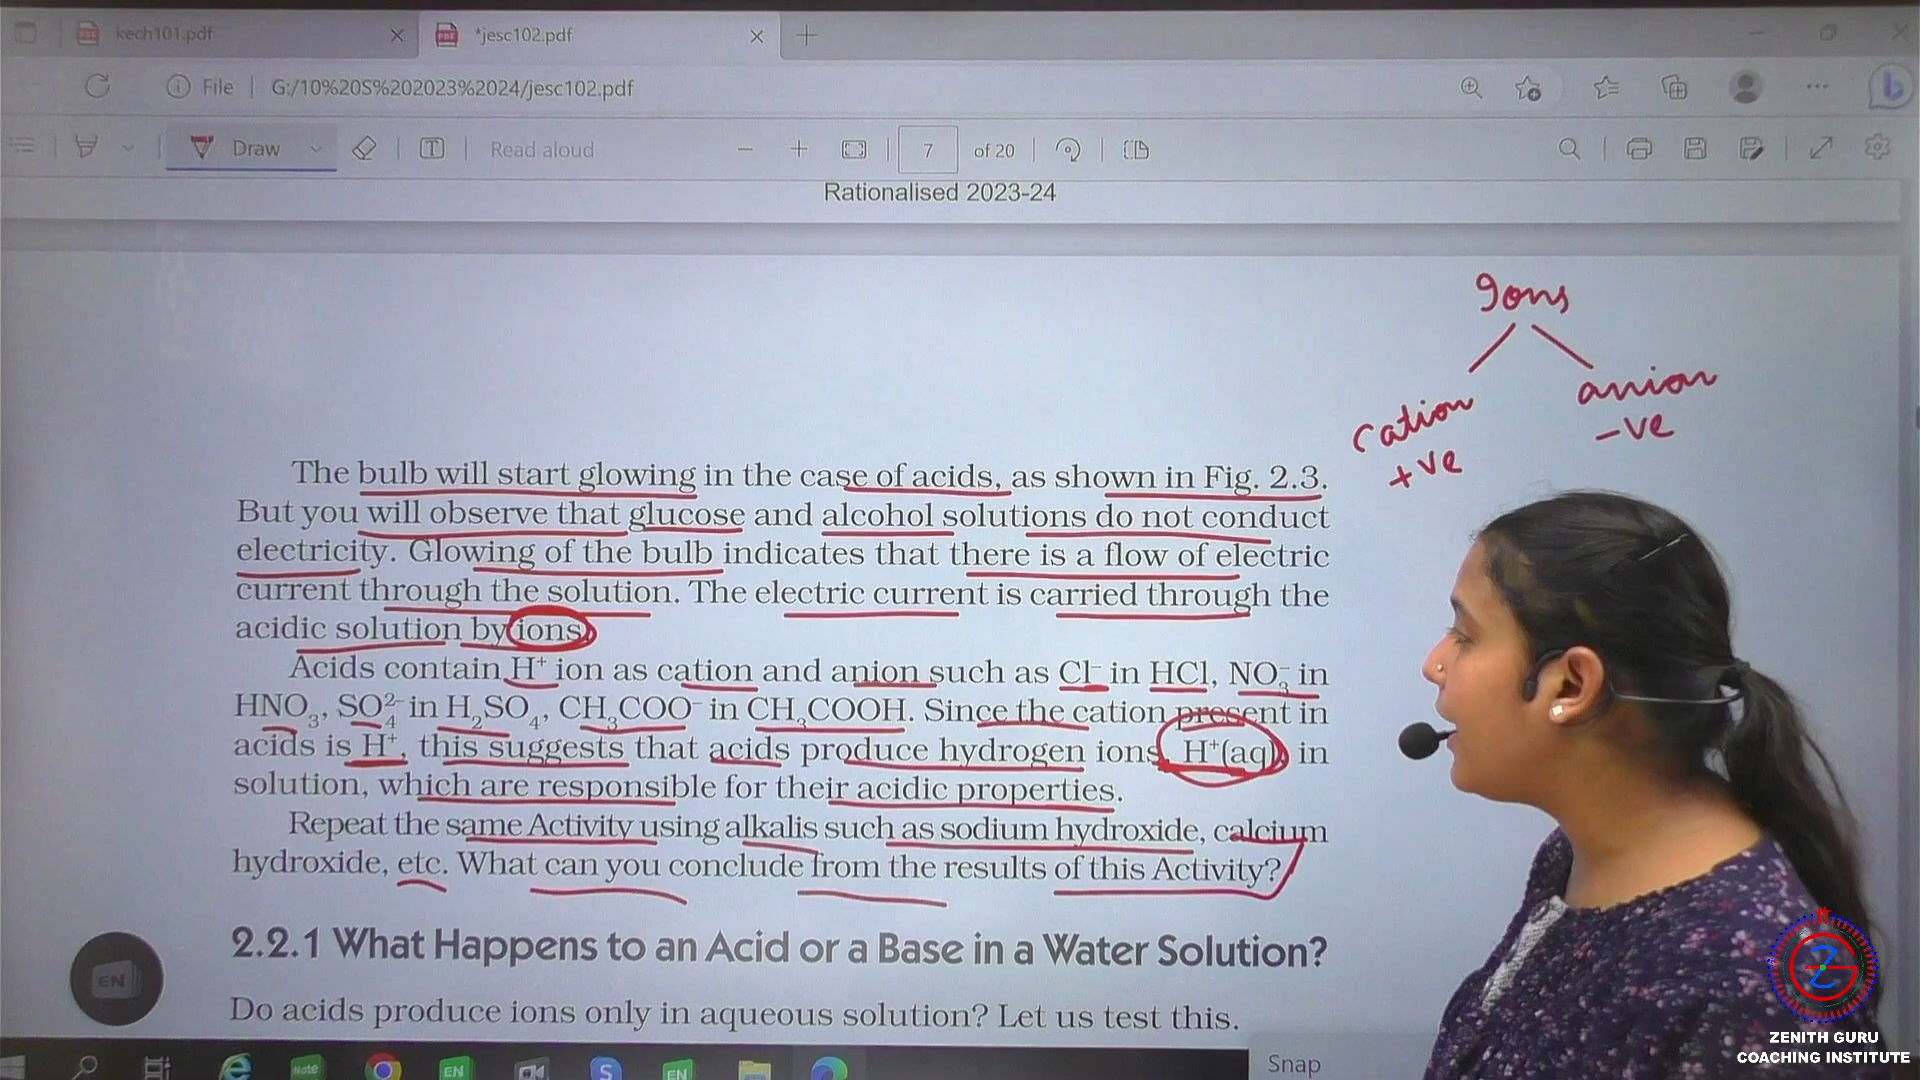 kech101.pdf
*jesc102.pdf
File
G:/10%20S%202023%2024/jesc102.pdf
Draw
Read aloud
7
of 20
Rationalised 2023-24
Ions
cation
anion
+ve
-ve
The bulb will start glowing in the case of acids, as shown in Fig. 2.3.
But you will observe that glucose and alcohol solutions do not conduct
electricity. Glowing of the bulb indicates that there is a flow of electric
current through the solution. The electric current is carried through the
acidic solution by ions.
Acids contain H⁺ ion as cation and anion such as Cl⁻ in HCl, NO₃⁻ in
HNO₃, SO₄²⁻ in H₂SO₄, CH₃COO⁻ in CH₃COOH. Since the cation present in
acids is H⁺, this suggests that acids produce hydrogen ions, H⁺(aq), in
solution, which are responsible for their acidic properties.
Repeat the same Activity using alkalis such as sodium hydroxide, calcium
hydroxide, etc. What can you conclude from the results of this Activity?
2.2.1 What Happens to an Acid or a Base in a Water Solution?
EN
Do acids produce ions only in aqueous solution? Let us test this.
Note
EN
S
EN
Snap
ZENITH GURU
COACHING INSTITUTE